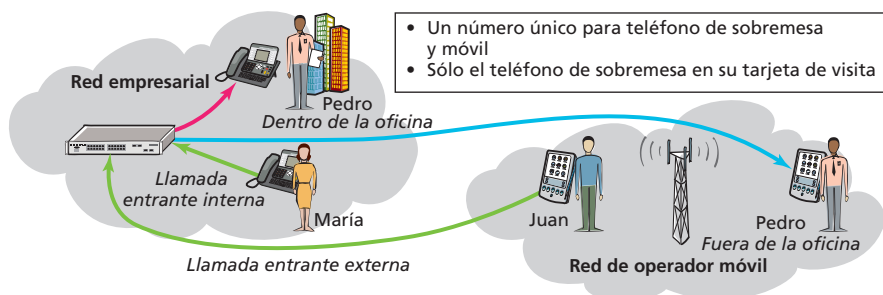 • Un número único para teléfono de sobremesa
y móvil
• Sólo el teléfono de sobremesa en su tarjeta de visita
Red empresarial
Pedro
Dentro de la oficina
Llamada
entrante interna
María
Llamada entrante externa
Juan
Pedro
Fuera de la oficina
Red de operador móvil